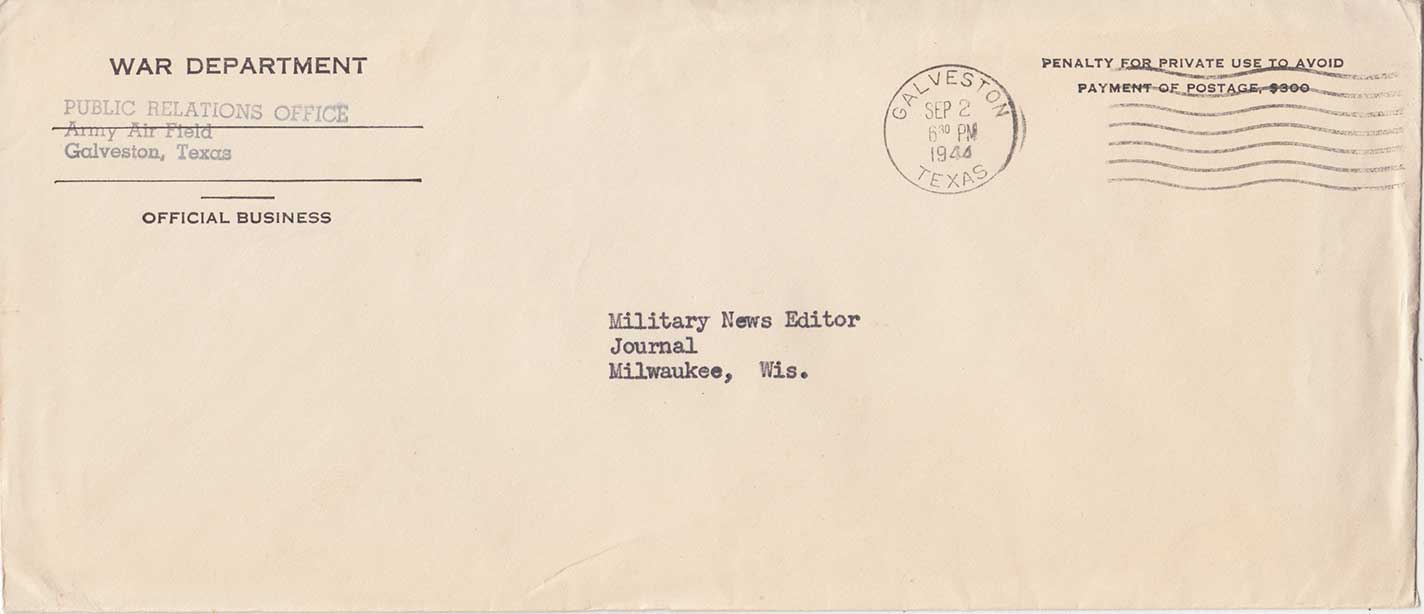 WAR DEPARTMENT
PUBLIC RELATIONS OFFICE
Army Air Field
Galveston, Texas
OFFICIAL BUSINESS
GALVESTON
SEP 2
6³⁰ PM
1944
TEXAS
PENALTY FOR PRIVATE USE TO AVOID
PAYMENT OF POSTAGE, $300
Military News Editor
Journal
Milwaukee, Wis.